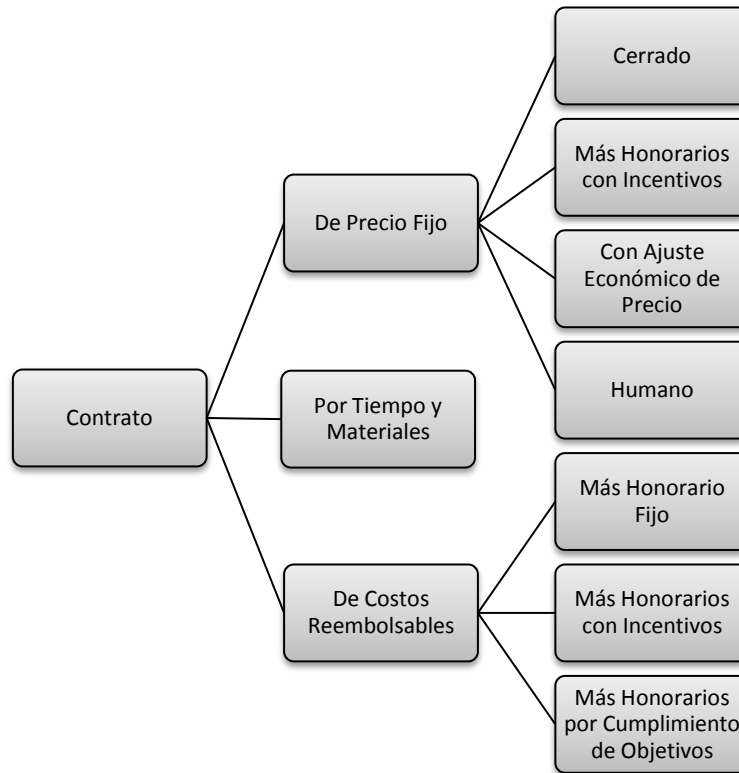 Contrato
De Precio Fijo
Cerrado
Más Honorarios
con Incentivos
Con Ajuste
Económico de
Precio
Humano
Por Tiempo y
Materiales
De Costos
Reembolsables
Más Honorario
Fijo
Más Honorarios
con Incentivos
Más Honorarios
por Cumplimiento
de Objetivos